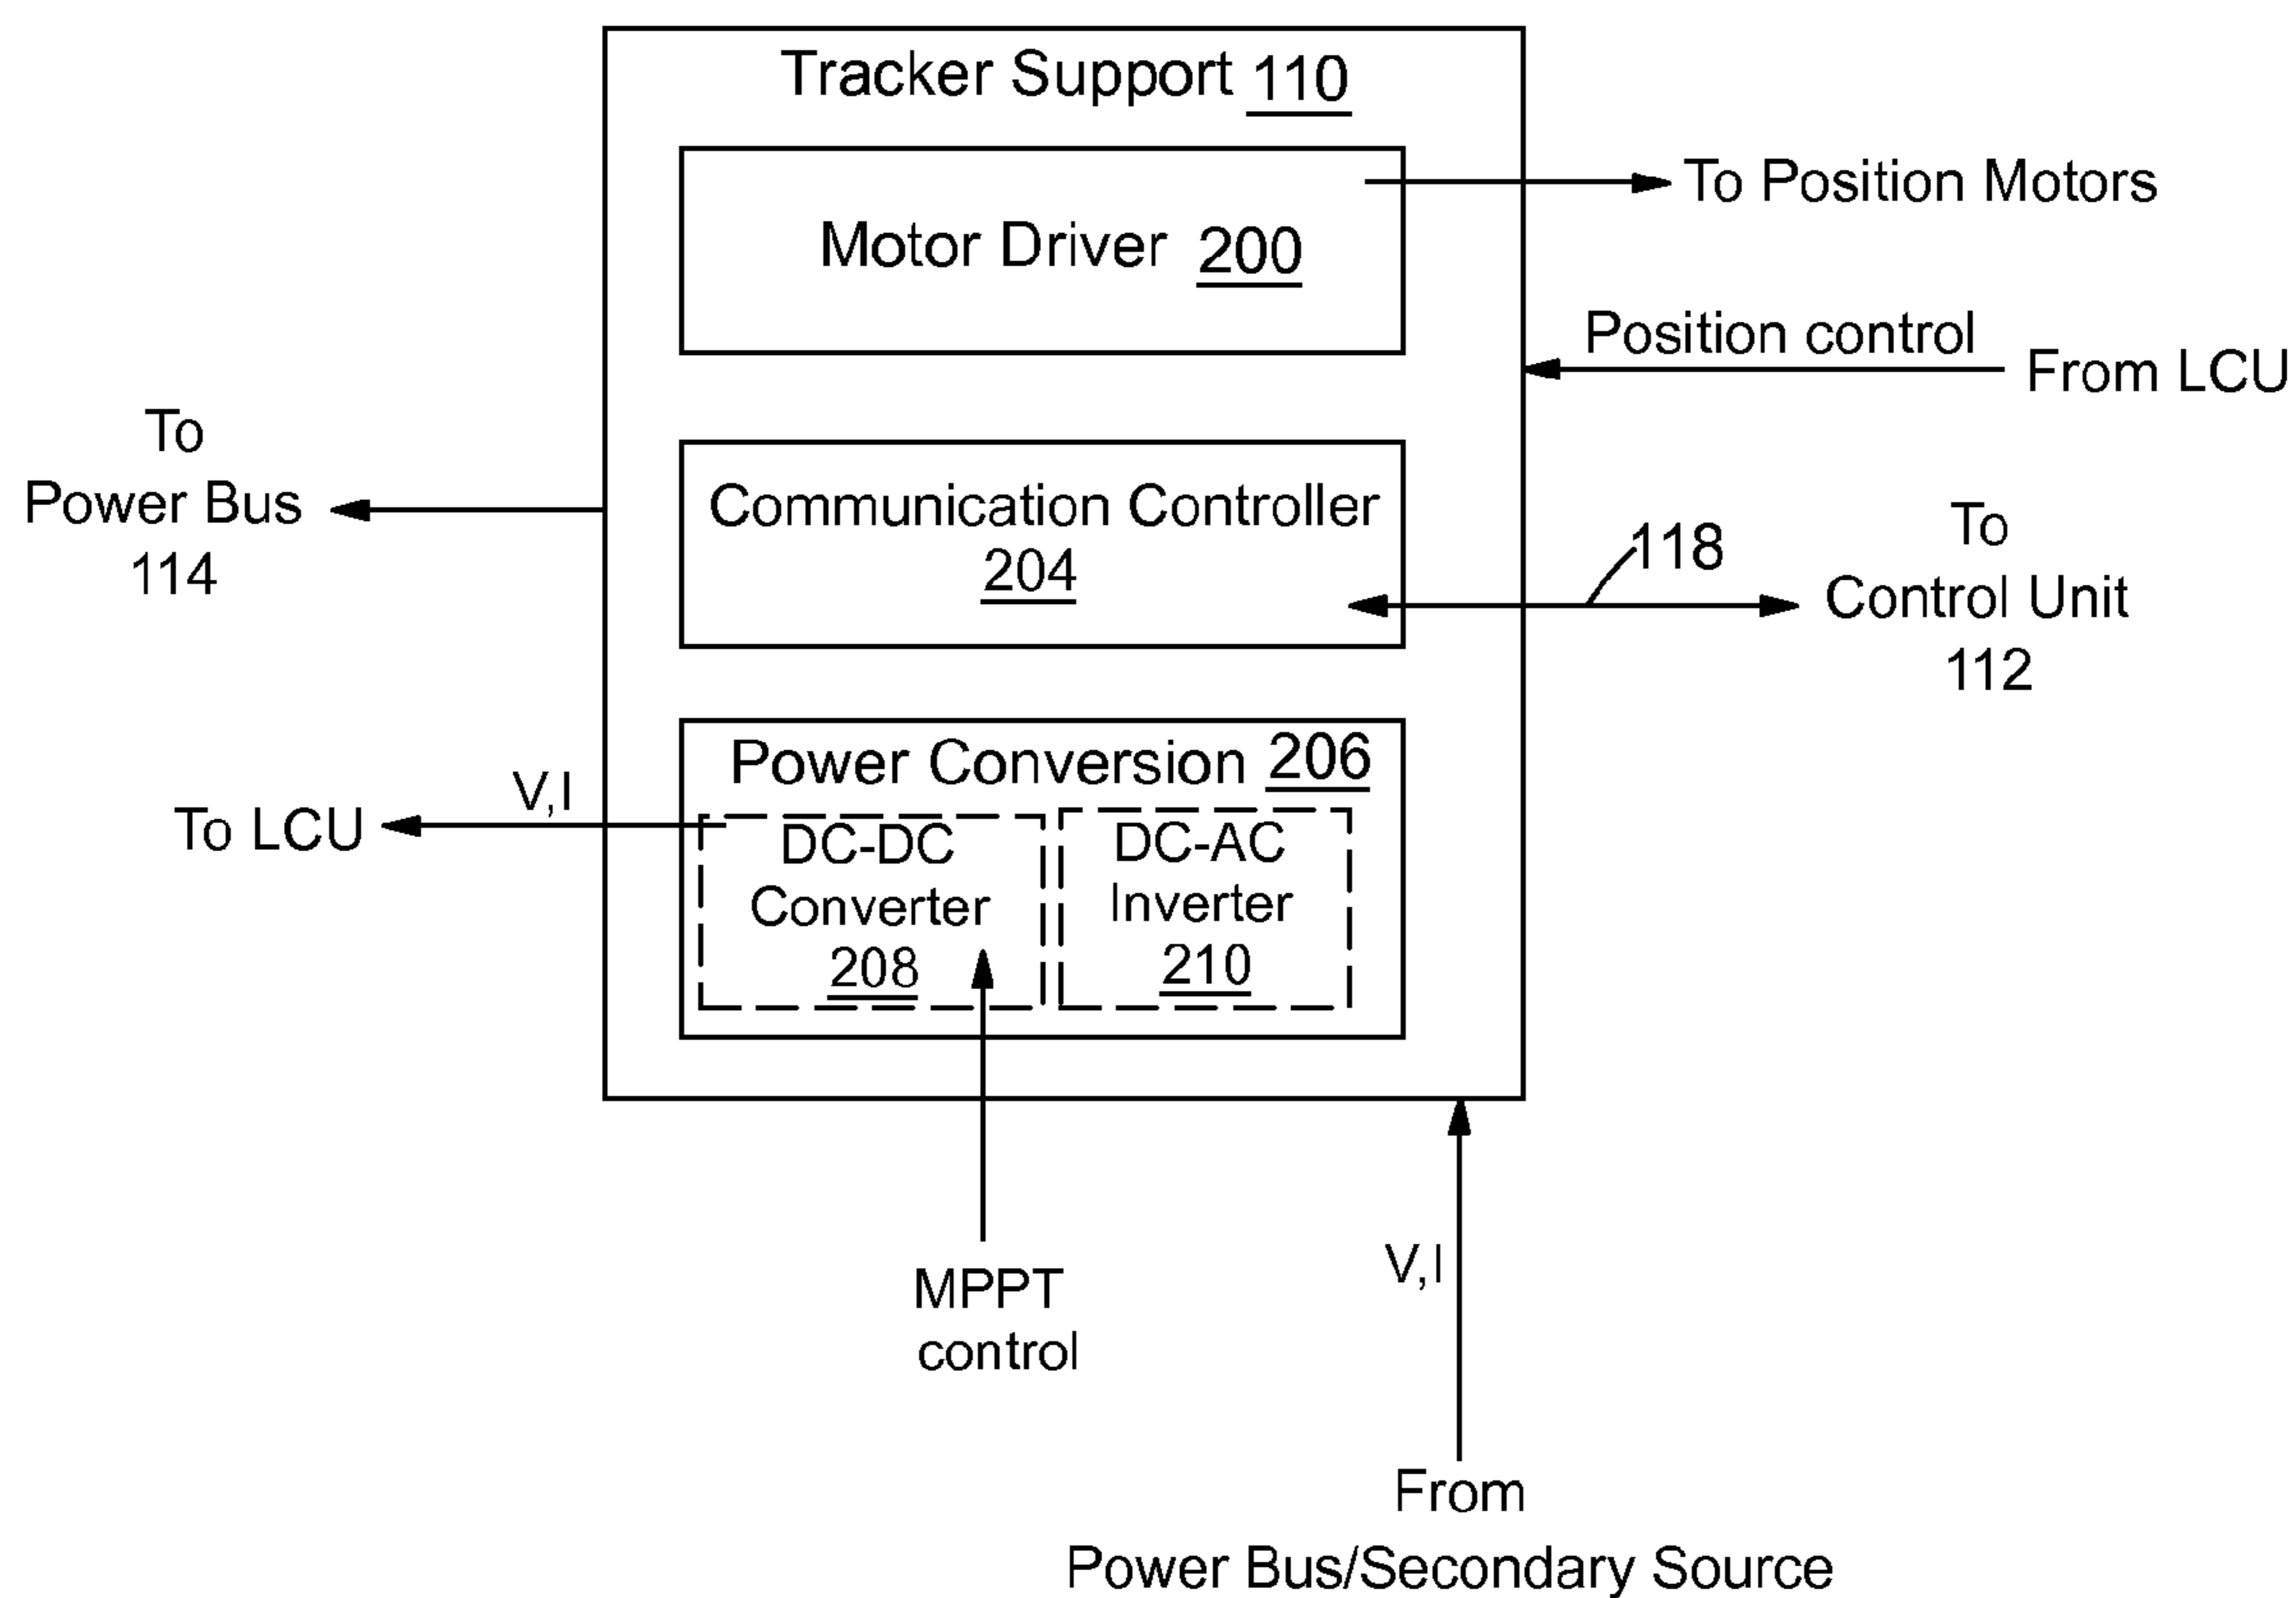 Tracker Support 110
Motor Driver 200
To Position Motors
Position control
From LCU
To
Power Bus
114
Communication Controller
204
118
To
Control Unit
112
Power Conversion 206
V,I
To LCU
DC-DC
Converter
208
DC-AC
Inverter
210
MPPT
control
V,I
From
Power Bus/Secondary Source